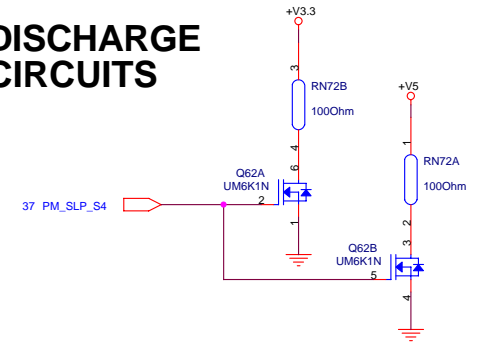 DISCHARGE
CIRCUITS
+V3.3
3
RN72B
100Ohm
4
+V5
1
RN72A
100Ohm
2
6
Q62A
UM6K1N
2
1
37 PM_SLP_S4
3
Q62B
UM6K1N
5
4